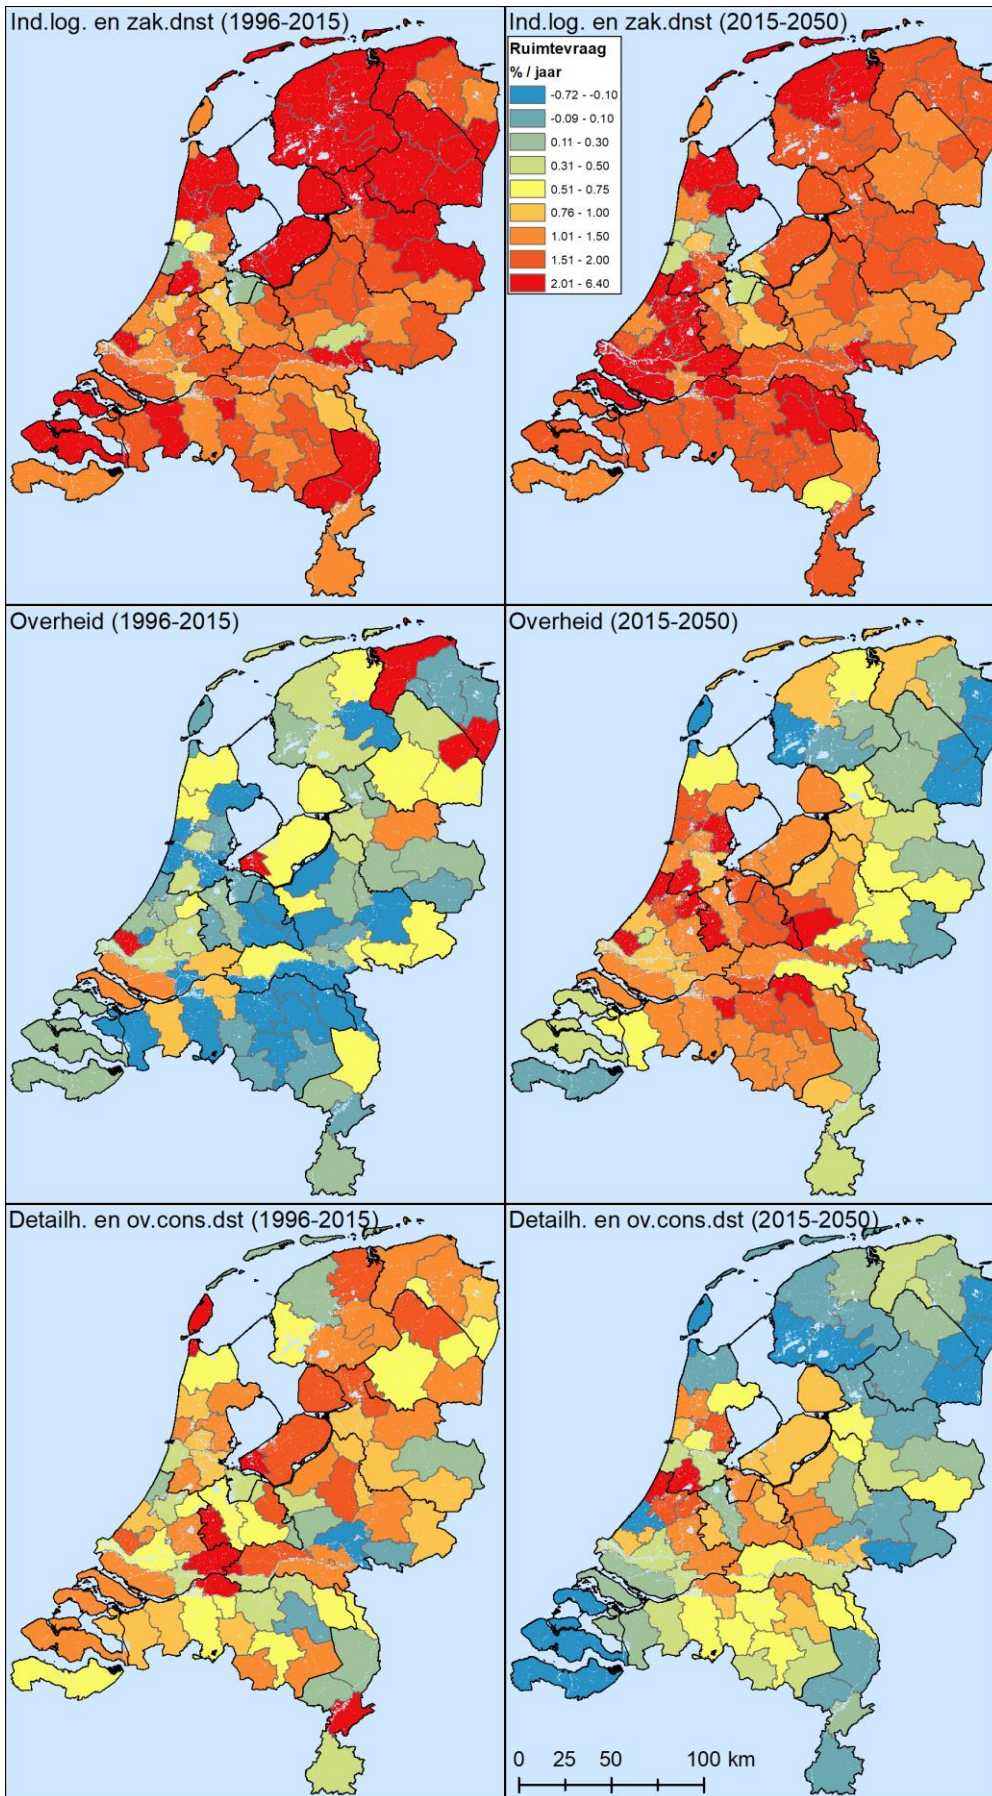 Ind.log. en zak.dnst (1996-2015)
Ind.log. en zak.dnst (2015-2050)
Ruimtevraag
% / jaar
-0.72 - -0.10
-0.09 - 0.10
0.11 - 0.30
0.31 - 0.50
0.51 - 0.75
0.76 - 1.00
1.01 - 1.50
1.51 - 2.00
2.01 - 6.40
Overheid (1996-2015)
Overheid (2015-2050)
Detailh. en ov.cons.dst (1996-2015)
Detailh. en ov.cons.dst (2015-2050)
0 25 50 100 km